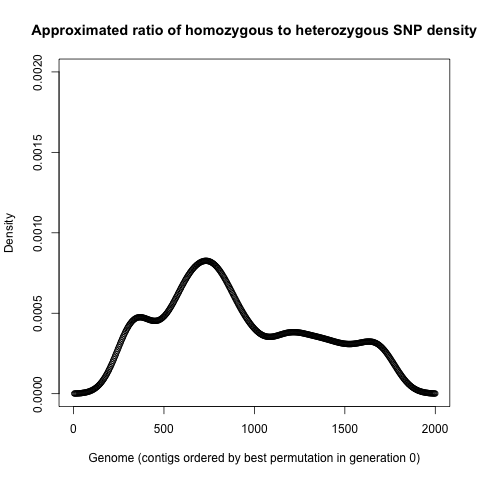 Approximated ratio of homozygous to heterozygous SNP density
Density
0.0020
0.0015
0.0010
0.0005
0.0000
0 500 1000 1500 2000
Genome (contigs ordered by best permutation in generation 0)